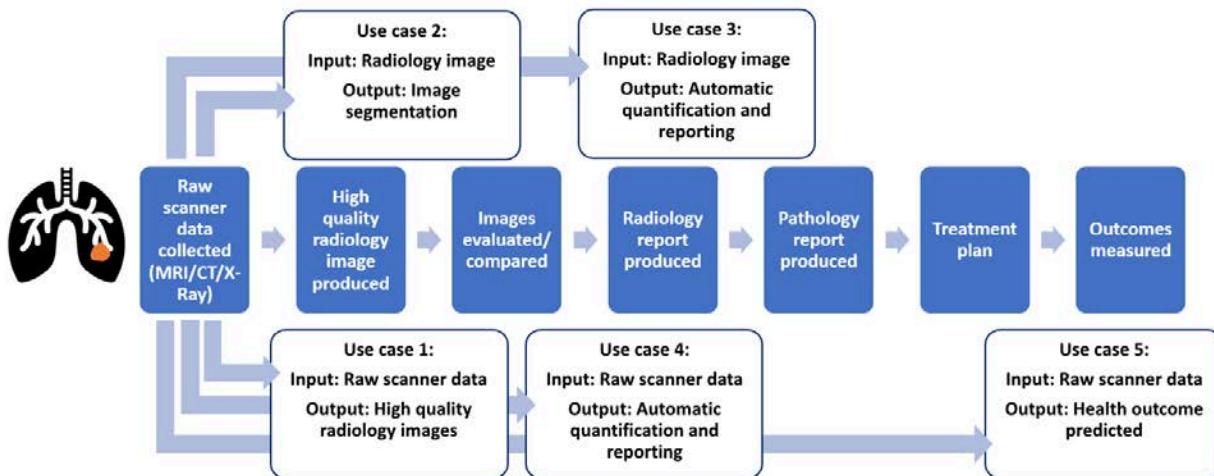 Use case 2:
Input: Radiology image
Output: Image
segmentation
Use case 3:
Input: Radiology image
Output: Automatic
quantification and
reporting
Raw
scanner
data
collected
(MRI/CT/X-
Ray)
High
quality
radiology
image
produced
Images
evaluated/
compared
Radiology
report
produced
Pathology
report
produced
Treatment
plan
Outcomes
measured
Use case 1:
Input: Raw scanner data
Output: High quality
radiology images
Use case 4:
Input: Raw scanner data
Output: Automatic
quantification and
reporting
Use case 5:
Input: Raw scanner data
Output: Health outcome
predicted